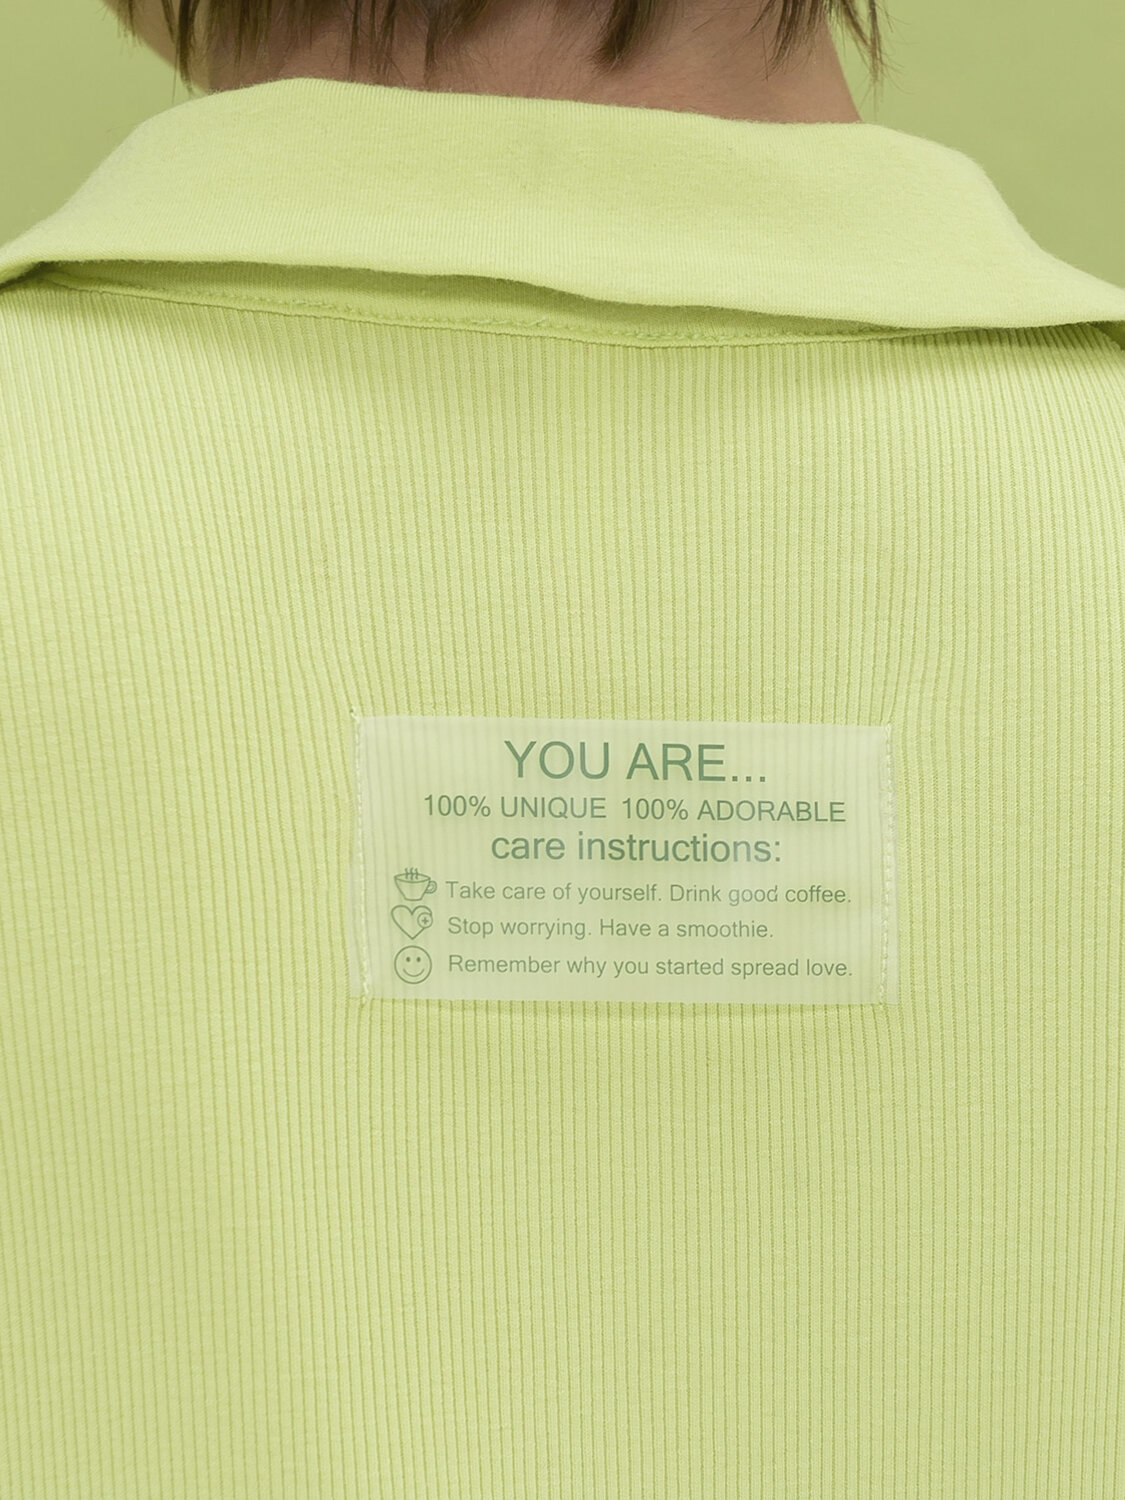 YOU ARE...
100% UNIQUE 100% ADORABLE
care instructions:
Take care of yourself. Drink good coffee.
Stop worrying. Have a smoothie.
Remember why you started spread love.